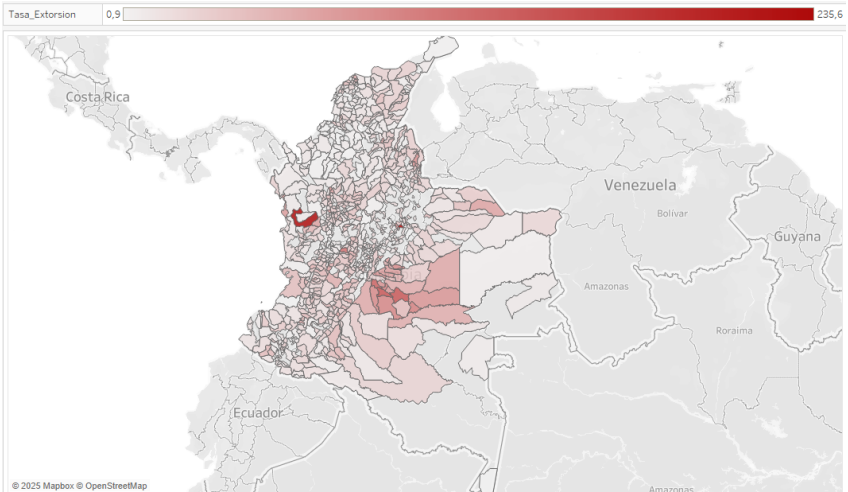 Tasa_Extorsion 0,9 235,6
Costa Rica
Venezuela
Bolívar
Guyana
Amazonas
Roraima
Ecuador
© 2025 Mapbox © OpenStreetMap
Amazonas